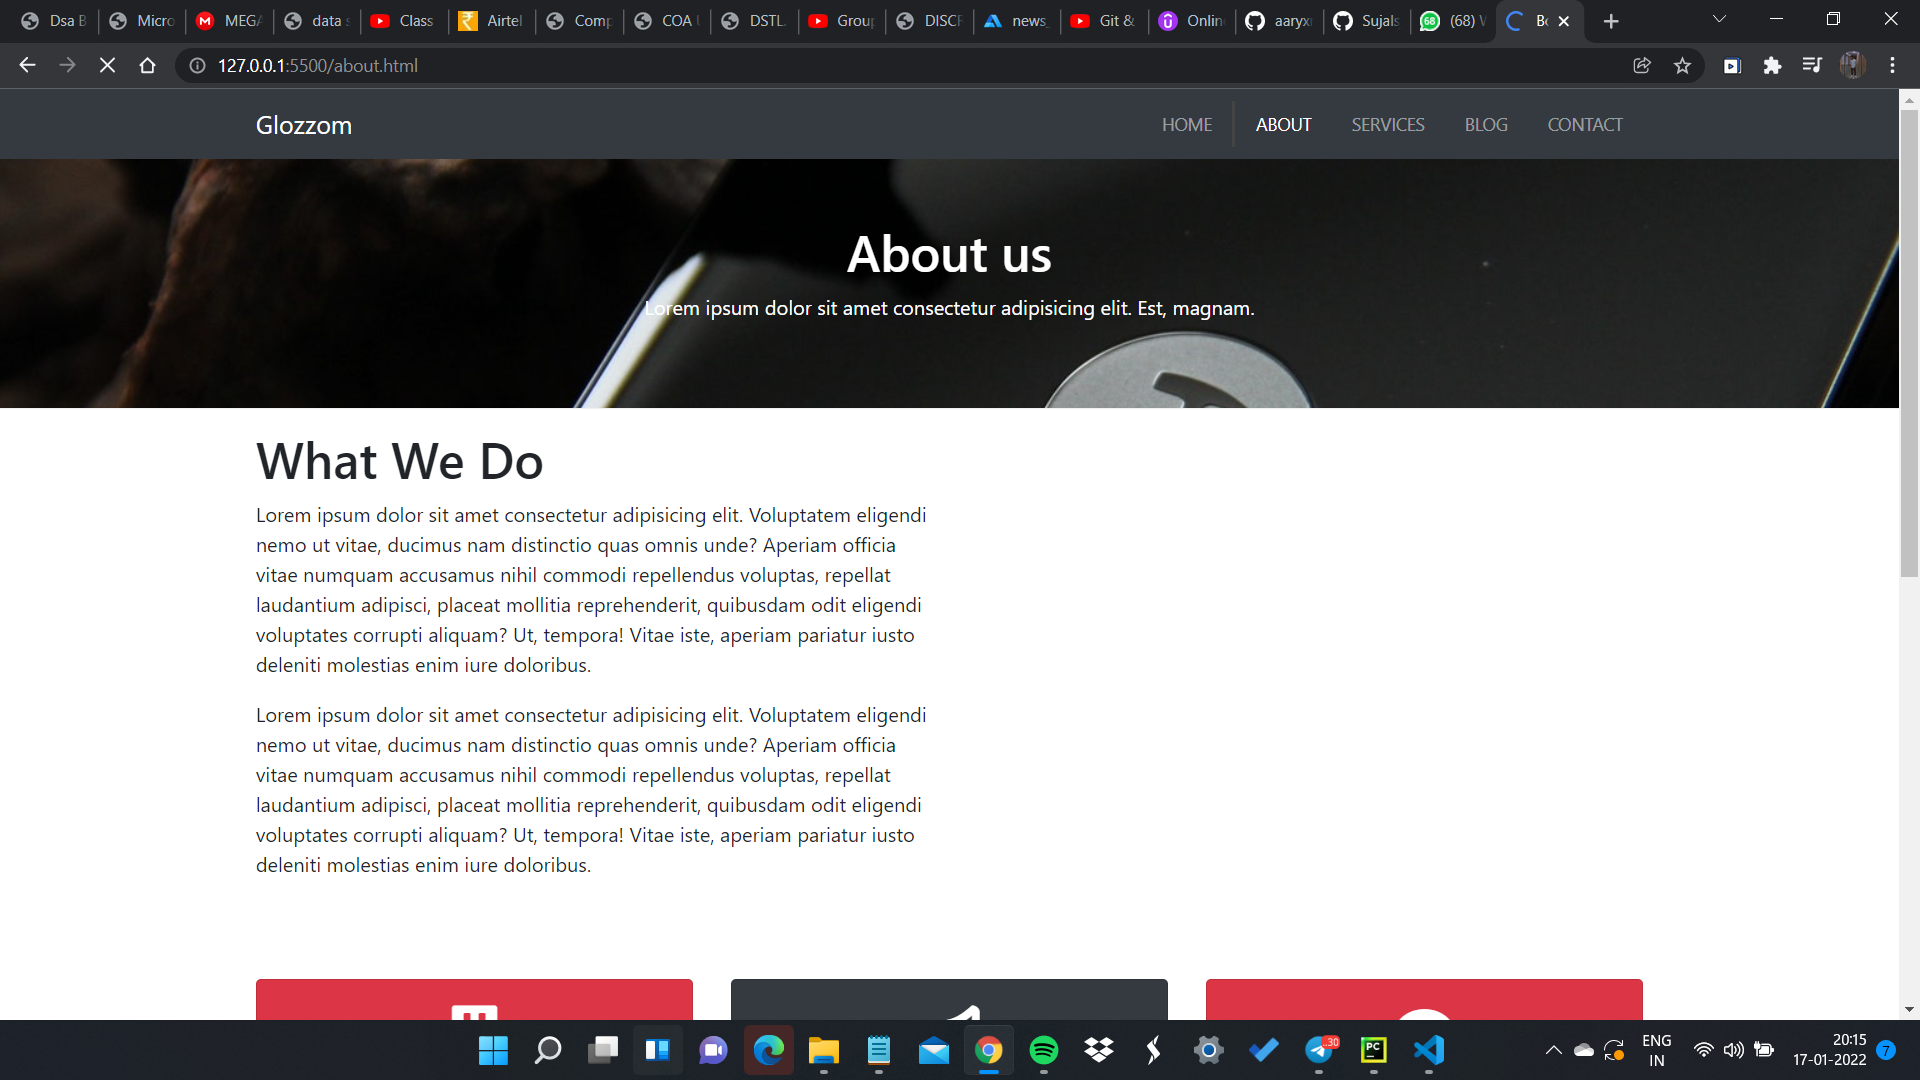 Dsa B
Micro
MEGA
data s
Class
Airtel
Comp
COA U
DSTL
Group
DISCR
news_
Git &
Onlin
aaryx
Sujals
(68) W
127.0.0.1:5500/about.html
Glozzom
HOME
ABOUT
SERVICES
BLOG
CONTACT
About us
Lorem ipsum dolor sit amet consectetur adipisicing elit. Est, magnam.
What We Do
Lorem ipsum dolor sit amet consectetur adipisicing elit. Voluptatem eligendi
nemo ut vitae, ducimus nam distinctio quas omnis unde? Aperiam officia
vitae numquam accusamus nihil commodi repellendus voluptas, repellat
laudantium adipisci, placeat mollitia reprehenderit, quibusdam odit eligendi
voluptates corrupti aliquam? Ut, tempora! Vitae iste, aperiam pariatur iusto
deleniti molestias enim iure doloribus.
Lorem ipsum dolor sit amet consectetur adipisicing elit. Voluptatem eligendi
nemo ut vitae, ducimus nam distinctio quas omnis unde? Aperiam officia
vitae numquam accusamus nihil commodi repellendus voluptas, repellat
laudantium adipisci, placeat mollitia reprehenderit, quibusdam odit eligendi
voluptates corrupti aliquam? Ut, tempora! Vitae iste, aperiam pariatur iusto
deleniti molestias enim iure doloribus.
.30
PC
ENG
IN
20:15
17-01-2022
7